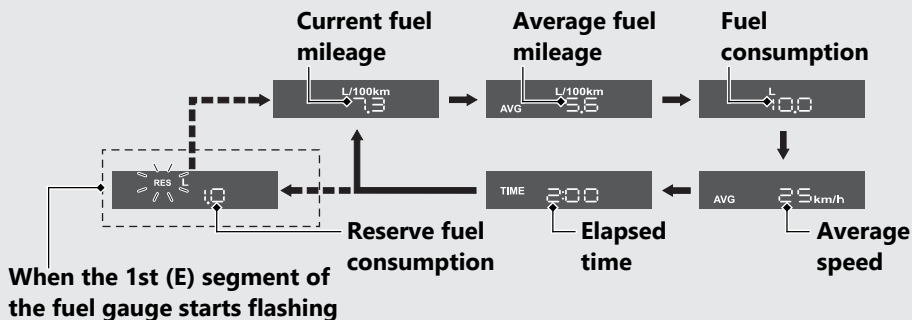 Current fuel
mileage
Average fuel
mileage
Fuel
consumption
L/100km
7.3
L/100km
AVG 5.6
L
10.0
RES L
1.0
TIME 2:00
AVG 25 km/h
Reserve fuel
consumption
Elapsed
time
Average
speed
When the 1st (E) segment of
the fuel gauge starts flashing